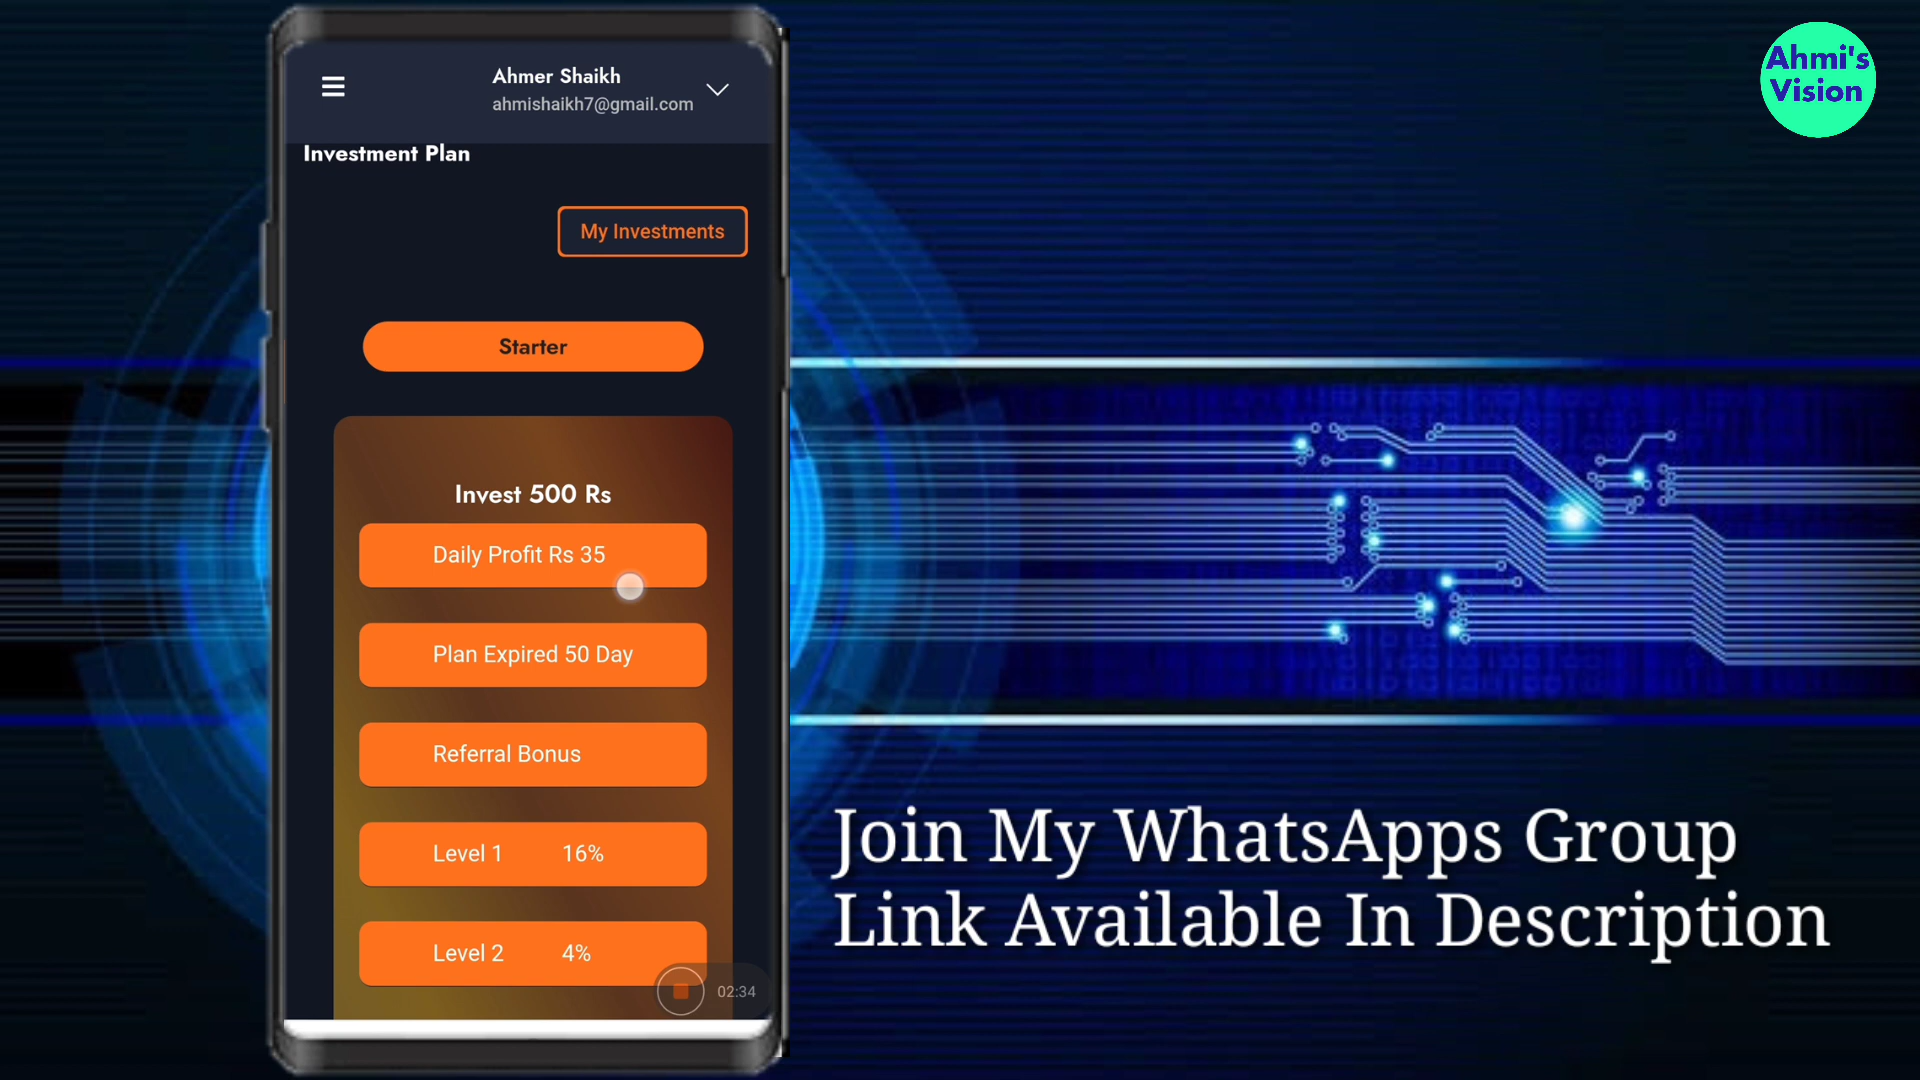 Ahmi's
Vision
Ahmer Shaikh
ahmishaikh7@gmail.com
Investment Plan
My Investments
Starter
Invest 500 Rs
Daily Profit Rs 35
Plan Expired 50 Day
Referral Bonus
Level 1 16%
Level 2 4%
02:34
Join My WhatsApps Group
Link Available In Description